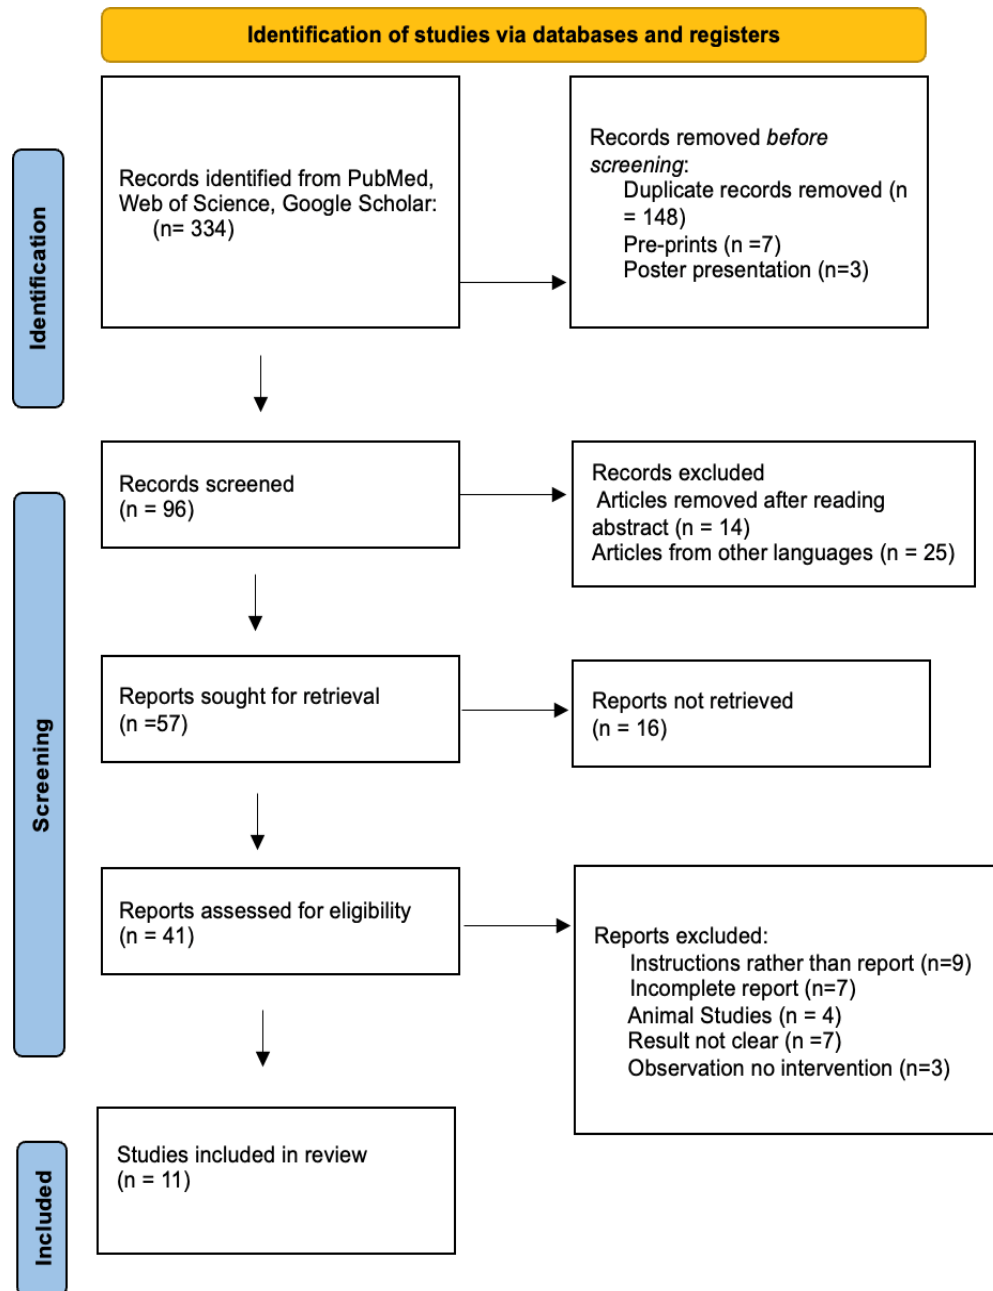 Identification of studies via databases and registers
Identification
Records identified from PubMed,
Web of Science, Google Scholar:
(n= 334)
Records removed before
screening:
Duplicate records removed (n
= 148)
Pre-prints (n =7)
Poster presentation (n=3)
Screening
Records screened
(n = 96)
Records excluded
Articles removed after reading
abstract (n = 14)
Articles from other languages (n = 25)
Reports sought for retrieval
(n =57)
Reports not retrieved
(n = 16)
Reports assessed for eligibility
(n = 41)
Reports excluded:
Instructions rather than report (n=9)
Incomplete report (n=7)
Animal Studies (n = 4)
Result not clear (n =7)
Observation no intervention (n=3)
Included
Studies included in review
(n = 11)